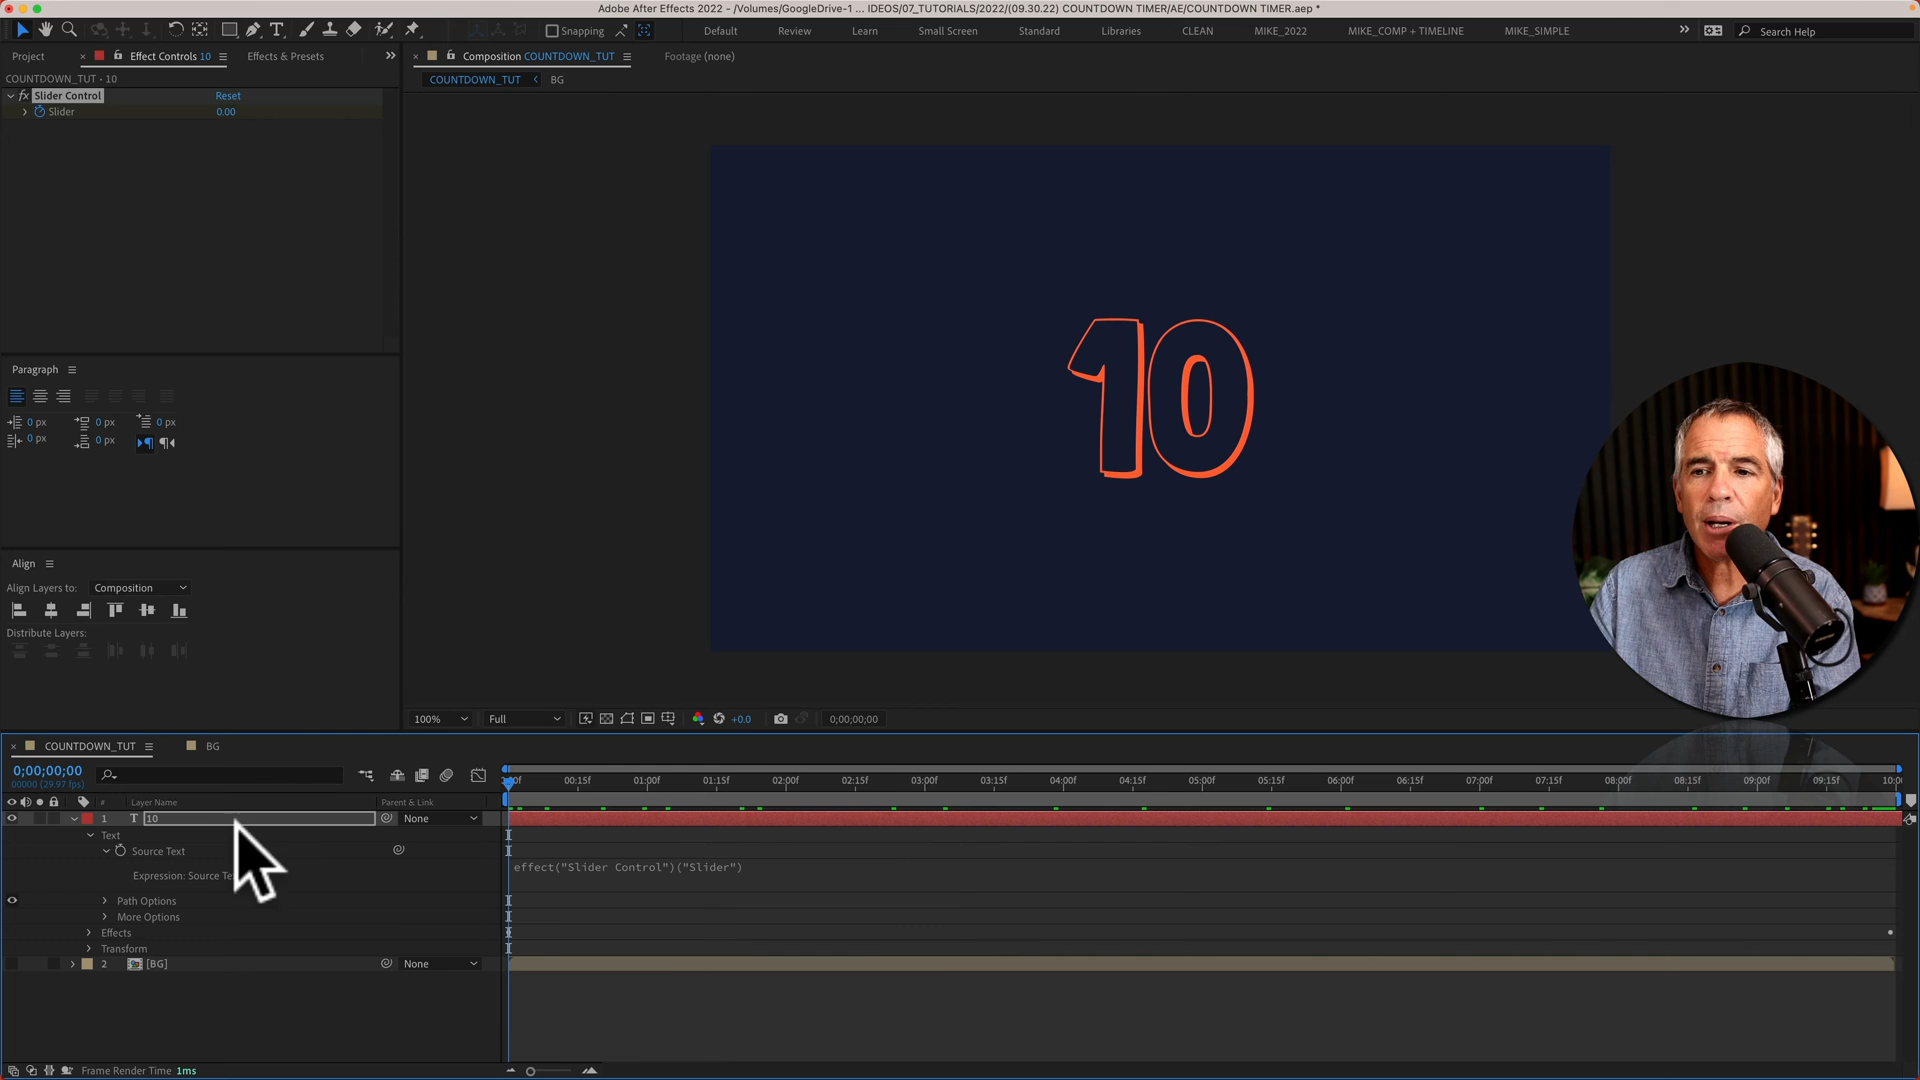 Adobe After Effects 2022 - /Volumes/GoogleDrive-1 ... IDEOS/07_TUTORIALS/2022/(09.30.22) COUNTDOWN TIMER/AE/COUNTDOWN TIMER.aep *
Snapping
Default
Review
Learn
Small Screen
Standard
Libraries
CLEAN
MIKE_2022
MIKE_COMP + TIMELINE
MIKE_SIMPLE
Search Help
Project
Effect Controls 10
Effects & Presets
Composition COUNTDOWN_TUT
Footage (none)
COUNTDOWN_TUT • 10
COUNTDOWN_TUT
BG
fx Slider Control
Reset
Slider
0.00
10
Paragraph
0 px
0 px
0 px
0 px
0 px
Align
Align Layers to:
Composition
Distribute Layers:
100%
Full
+0.0
0;00;00;00
COUNTDOWN_TUT
BG
0;00;00;00
00000 (29.97 fps)
00:15f
01:00f
01:15f
02:00f
02:15f
03:00f
03:15f
04:00f
04:15f
05:00f
05:15f
06:00f
06:15f
07:00f
07:15f
08:00f
08:15f
09:00f
09:15f
#
Layer Name
Parent & Link
1 T 10
None
Text
Source Text
Expression: Source Te
effect("Slider Control")("Slider")
Path Options
More Options
Effects
Transform
2 [BG]
None
Frame Render Time 1ms